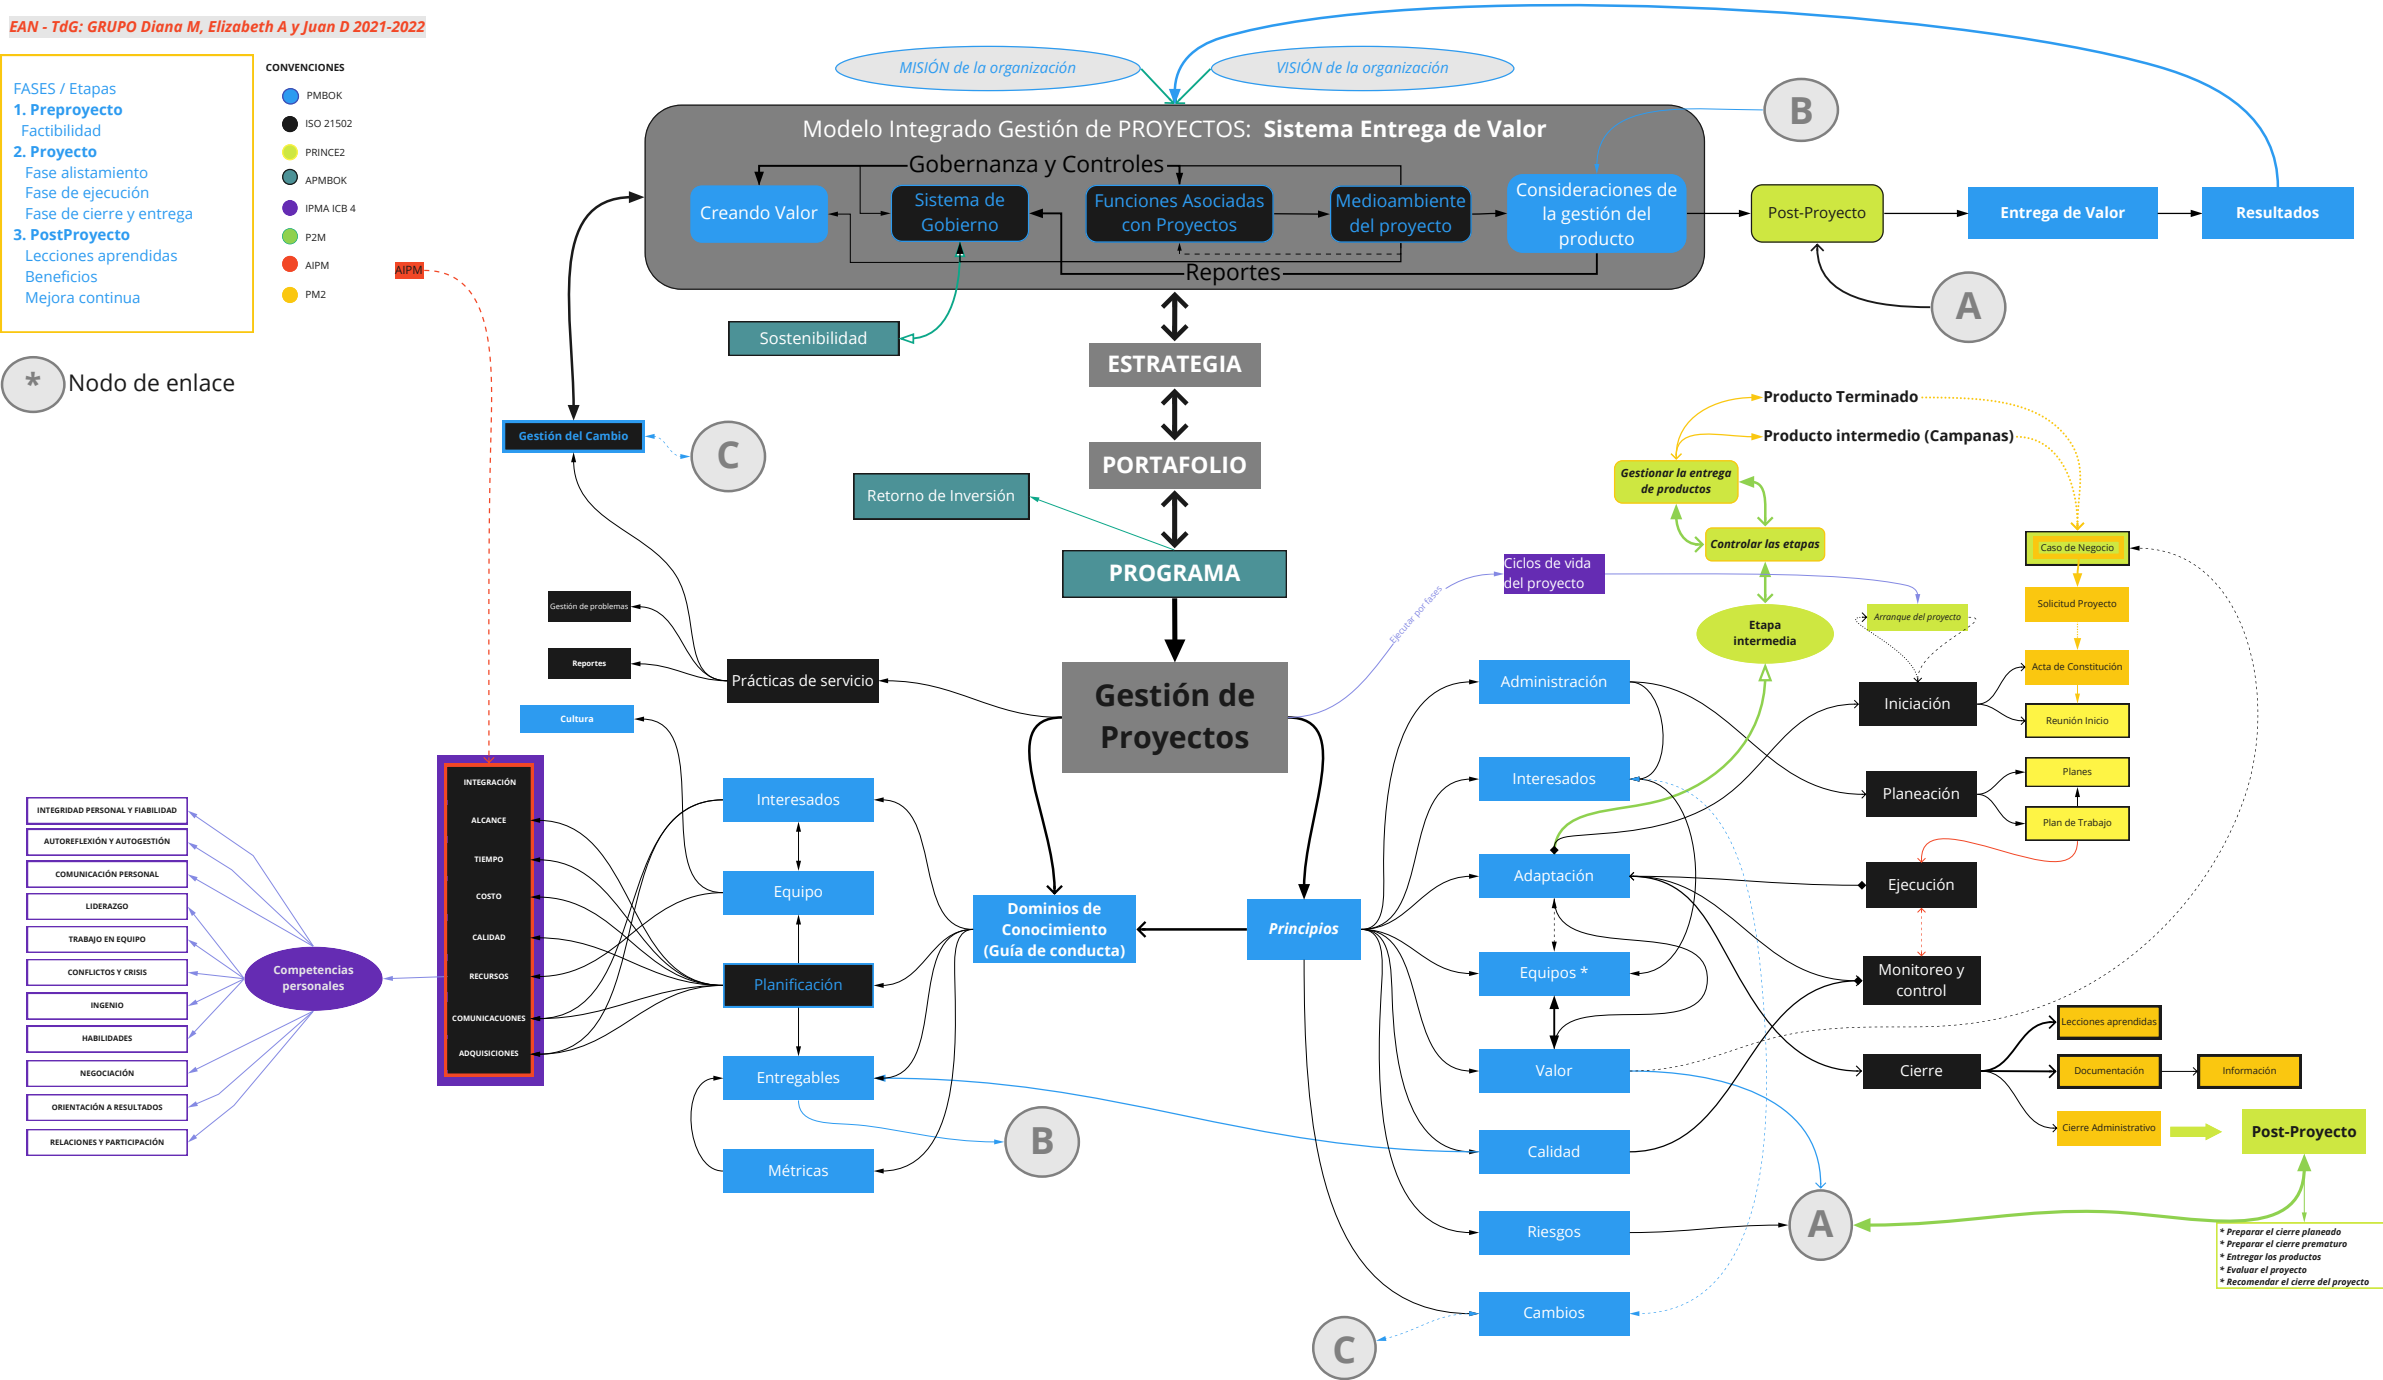 EAN - TdG: GRUPO Diana M, Elizabeth A y Juan D 2021-2022
FASES / Etapas
1. Preproyecto
Factibilidad
2. Proyecto
Fase alistamiento
Fase de ejecución
Fase de cierre y entrega
3. PostProyecto
Lecciones aprendidas
Beneficios
Mejora continua
CONVENCIONES
PMBOK
ISO 21502
PRINCE2
APMBOK
IPMA ICB 4
P2M
AIPM
PM2
* Nodo de enlace
AIPM
MISIÓN de la organización
VISIÓN de la organización
Modelo Integrado Gestión de PROYECTOS: Sistema Entrega de Valor
Gobernanza y Controles
Creando Valor
Sistema de
Gobierno
Funciones Asociadas
con Proyectos
Medioambiente
del proyecto
Consideraciones de
la gestión del
producto
Reportes
B
Post-Proyecto
Entrega de Valor
Resultados
A
Sostenibilidad
ESTRATEGIA
PORTAFOLIO
Retorno de Inversión
PROGRAMA
Gestión de
Proyectos
Gestión del Cambio
C
Gestión de problemas
Reportes
Prácticas de servicio
Cultura
INTEGRACIÓN
ALCANCE
TIEMPO
COSTO
CALIDAD
RECURSOS
COMUNICACUONES
ADQUISICIONES
INTEGRIDAD PERSONAL Y FIABILIDAD
AUTOREFLEXIÓN Y AUTOGESTIÓN
COMUNICACIÓN PERSONAL
LIDERAZGO
TRABAJO EN EQUIPO
CONFLICTOS Y CRISIS
INGENIO
HABILIDADES
NEGOCIACIÓN
ORIENTACIÓN A RESULTADOS
RELACIONES Y PARTICIPACIÓN
Competencias
personales
Interesados
Equipo
Planificación
Entregables
Métricas
B
Dominios de
Conocimiento
(Guía de conducta)
Principios
Ejecutar por fases
Ciclos de vida
del proyecto
Administración
Interesados
Adaptación
Equipos *
Valor
Calidad
Riesgos
Cambios
C
A
Producto Terminado
Producto intermedio (Campanas)
Gestionar la entrega
de productos
Controlar las etapas
Etapa
intermedia
Arranque del proyecto
Iniciación
Planeación
Ejecución
Monitoreo y
control
Cierre
Caso de Negocio
Solicitud Proyecto
Acta de Constitución
Reunión Inicio
Planes
Plan de Trabajo
Lecciones aprendidas
Documentación
Información
Cierre Administrativo
Post-Proyecto
* Preparar el cierre planeado
* Preparar el cierre prematuro
* Entregar los productos
* Evaluar el proyecto
* Recomendar el cierre del proyecto